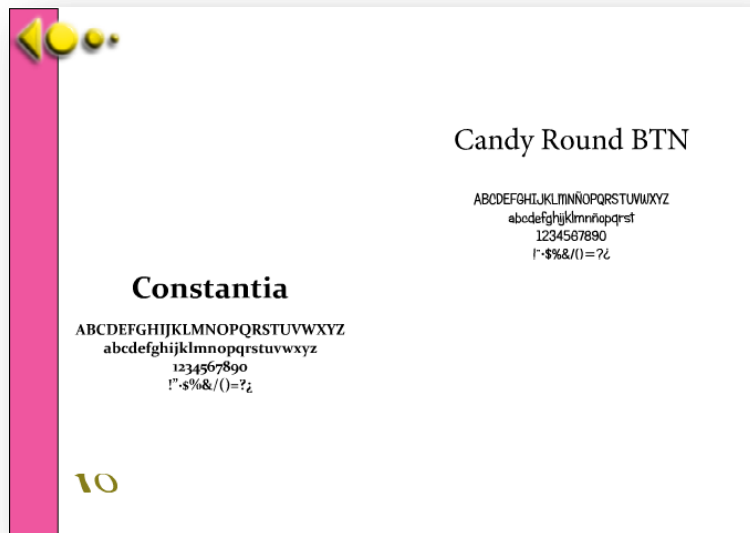 Candy Round BTN
ABCDEFGHIJKLMNÑOPQRSTUVWXYZ
abcdefghijklmnñopqrst
1234567890
!¨·$%&/()=?¿
Constantia
ABCDEFGHIJKLMNOPQRSTUVWXYZ
abcdefghijklmnopqrstuvwxyz
1234567890
!”·$%&/()=?¿
10